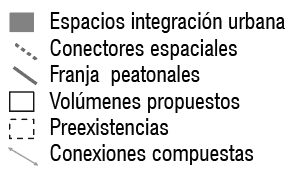 Espacios integración urbana
Conectores espaciales
Franja peatonales
Volúmenes propuestos
Preexistencias
Conexiones compuestas